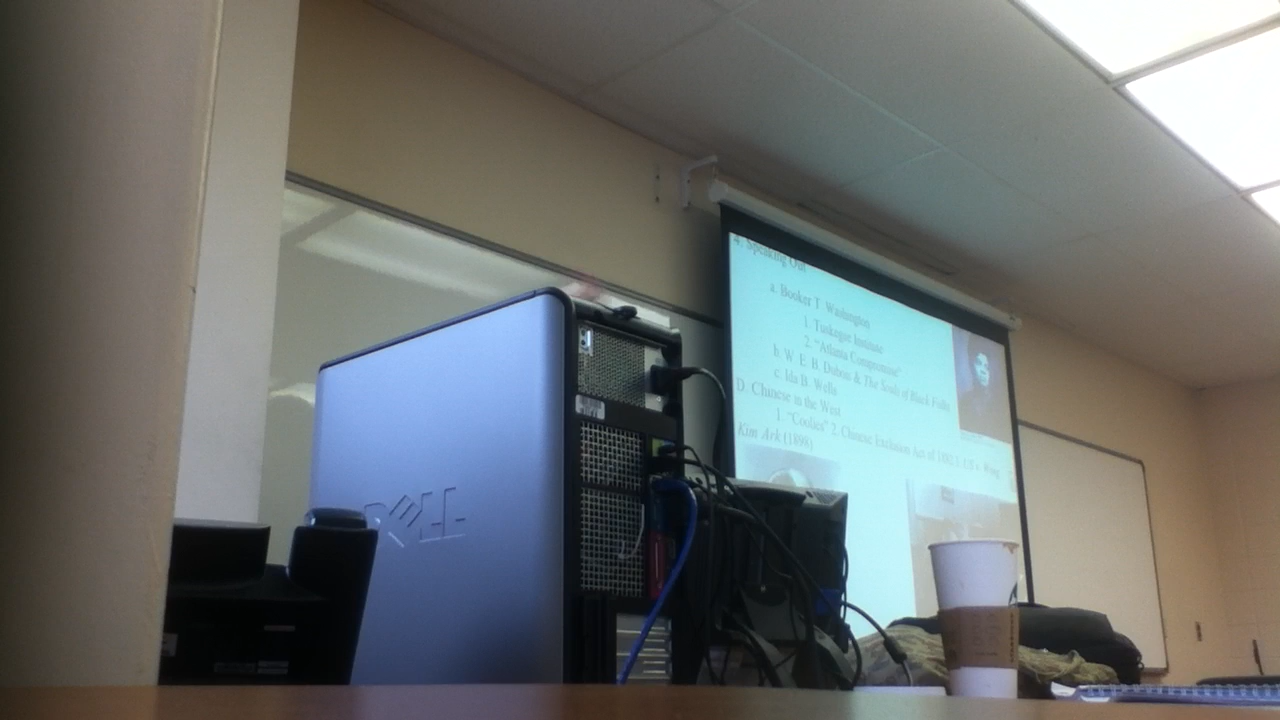 4. Speaking Out
a. Booker T. Washington
1. Tuskegee Institute
2. "Atlanta Compromise"
b. W. E. B. Dubois & The Souls of Black Folks
c. Ida B. Wells
D. Chinese in the West
1. "Coolies" 2. Chinese Exclusion Act of 1882 3. US v. Wong
Kim Ark (1898)
DELL